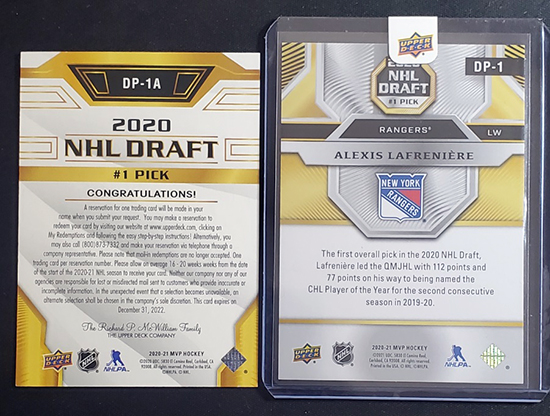 DP-1A
2020
NHL DRAFT
#1 PICK
CONGRATULATIONS!
A reservation for one trading card will be made in your
name when you submit your request. You may make a reservation to
redeem your card by visiting our website at www.upperdeck.com, clicking on
My Redemptions and following the easy step-by-step instructions! Alternatively, you
may also call (800)873-7332 and make your reservation via telephone through a
company representative. Please note that mail-in redemptions are no longer accepted. One
trading card per reservation number. Please allow on average 16 - 20 weeks from the date
of the start of the 2020-21 NHL season to receive your card. Neither our company nor any of our
agencies are responsible for lost or misdirected mail sent to customers who provide inaccurate or
incomplete information. In the unexpected event that a selection becomes unavailable, an
alternate selection shall be chosen in the company's sole discretion. This card expires on
December 31, 2022.
The Richard P. McWilliam Family
THE UPPER DECK COMPANY
UPPER DECK
NHL
NHLPA
2020-21 MVP HOCKEY
UPPER DECK
2020
NHL
DRAFT
#1 PICK
DP-1
RANGERS
LW
ALEXIS LAFRENIÈRE
NEW YORK
RANGERS
The first overall pick in the 2020 NHL Draft,
Lafrenière led the QMJHL with 112 points and
77 points on his way to being named the
CHL Player of the Year for the second consecutive
season in 2019-20.
UPPER DECK
NHL
NHLPA
2020-21 MVP HOCKEY